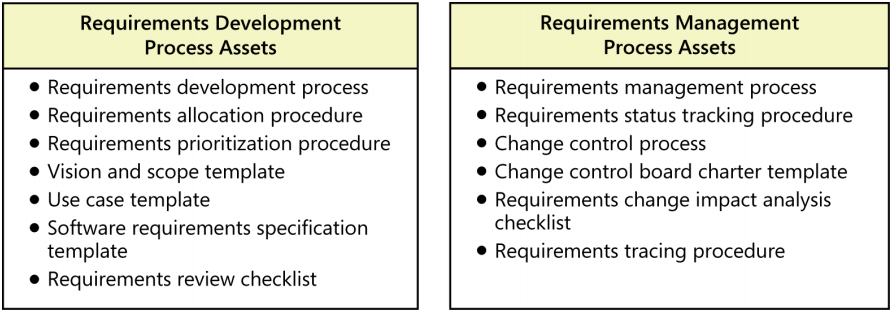 Requirements Development
Process Assets
● Requirements development process
● Requirements allocation procedure
● Requirements prioritization procedure
● Vision and scope template
● Use case template
● Software requirements specification
template
● Requirements review checklist
Requirements Management
Process Assets
● Requirements management process
● Requirements status tracking procedure
● Change control process
● Change control board charter template
● Requirements change impact analysis
checklist
● Requirements tracing procedure